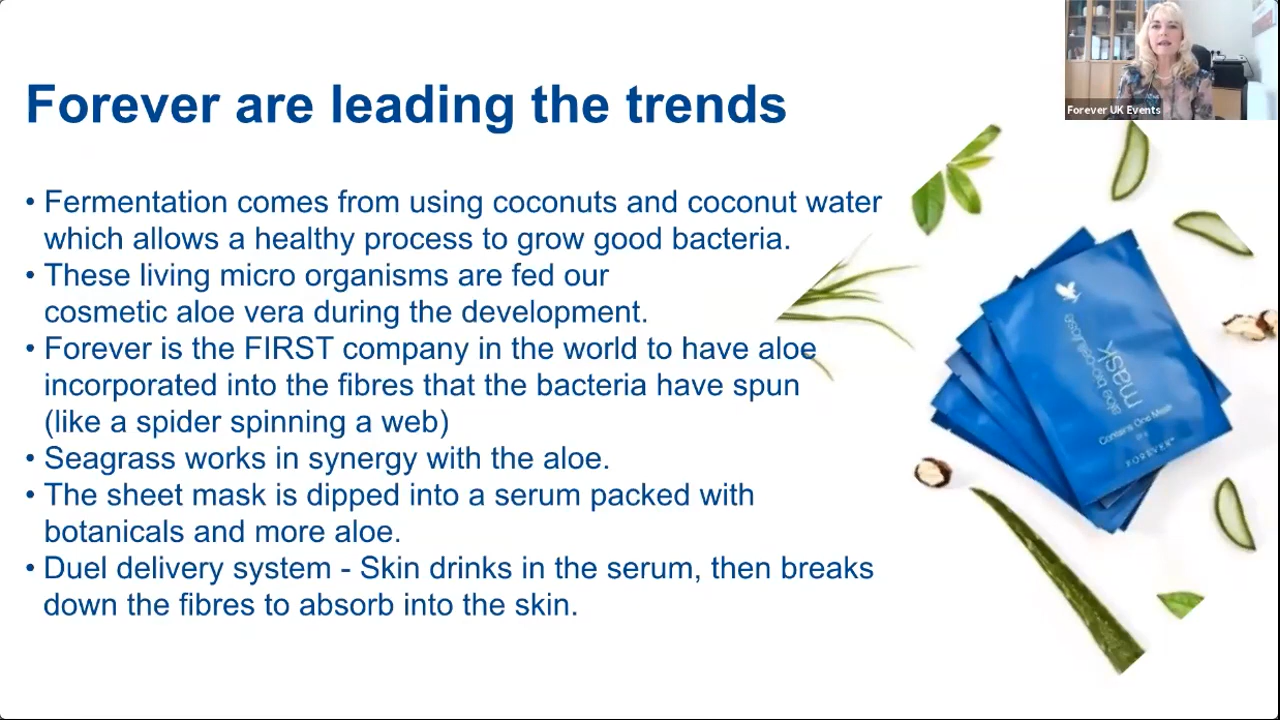 Forever are leading the trends
• Fermentation comes from using coconuts and coconut water
which allows a healthy process to grow good bacteria.
• These living micro organisms are fed our
cosmetic aloe vera during the development.
• Forever is the FIRST company in the world to have aloe
incorporated into the fibres that the bacteria have spun
(like a spider spinning a web)
• Seagrass works in synergy with the aloe.
• The sheet mask is dipped into a serum packed with
botanicals and more aloe.
• Duel delivery system - Skin drinks in the serum, then breaks
down the fibres to absorb into the skin.
Forever UK Events
aloe bio-cellulose
mask
Contains One Mask
FOREVER™